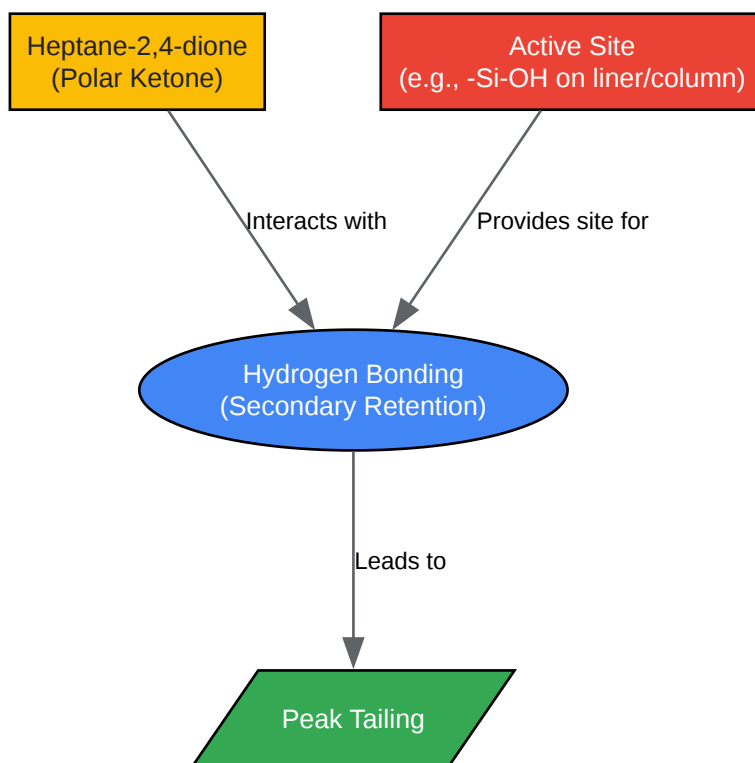 Heptane-2,4-dione
(Polar Ketone)
Active Site
(e.g., -Si-OH on liner/column)
Interacts with
Provides site for
Hydrogen Bonding
(Secondary Retention)
Leads to
Peak Tailing